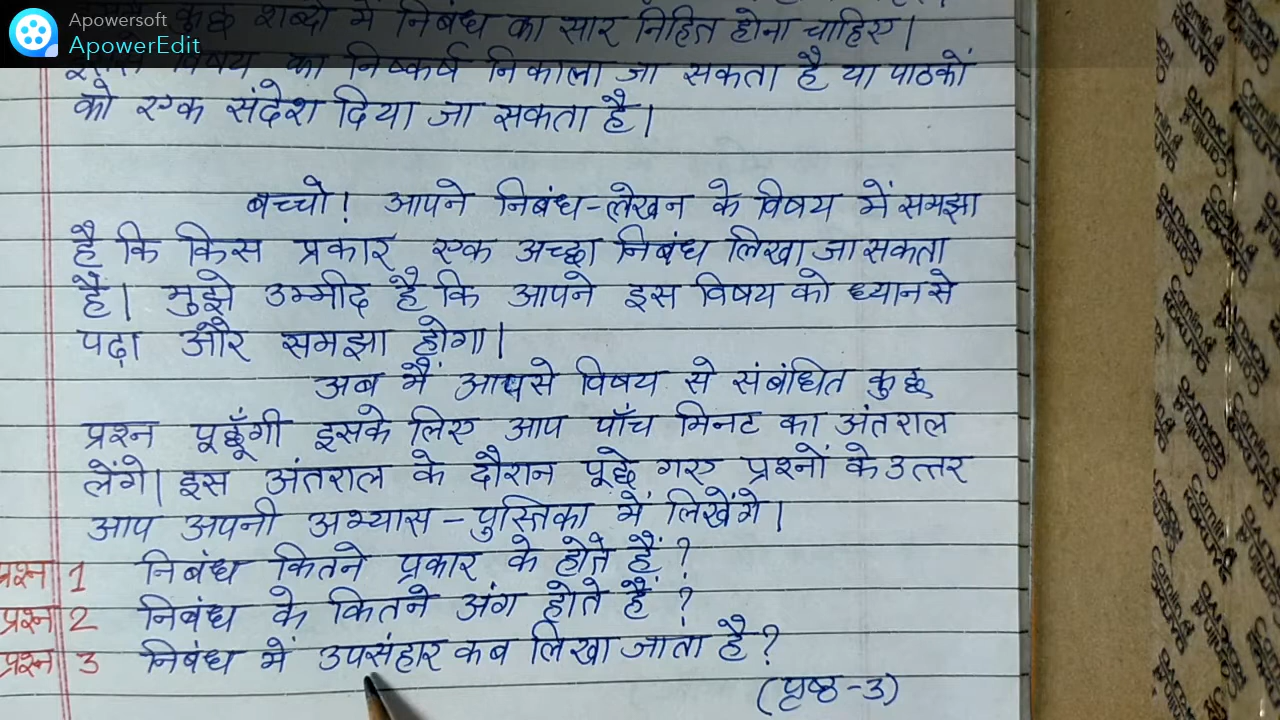 Apowersoft
ApowerEdit
कुछ शब्दों में निबंध का सार निहित होना चाहिए।
विषय का निष्कर्ष निकाला जा सकता है या पाठकों
को एक संदेश दिया जा सकता है।
बच्चो! आपने निबंध-लेखन के विषय में समझा
है कि किस प्रकार एक अच्छा निबंध लिखा जा सकता
हैं। मुझे उम्मीद है कि आपने इस विषय को ध्यान से
पढ़ा और समझा होगा।
अब मैं आपसे विषय से संबंधित कुछ
प्रश्न पूछूँगी इसके लिए आप पाँच मिनट का अंतराल
लेंगे। इस अंतराल के दौरान पूछे गए प्रश्नों के उत्तर
आप अपनी अभ्यास-पुस्तिका में लिखेंगे।
प्रश्न 1 निबंध कितने प्रकार के होते हैं?
प्रश्न 2 निबंध के कितने अंग होते हैं?
प्रश्न 3 निबंध में उपसंहार कब लिखा जाता है?
(पृष्ठ-3)
Camlin
KOKUYO